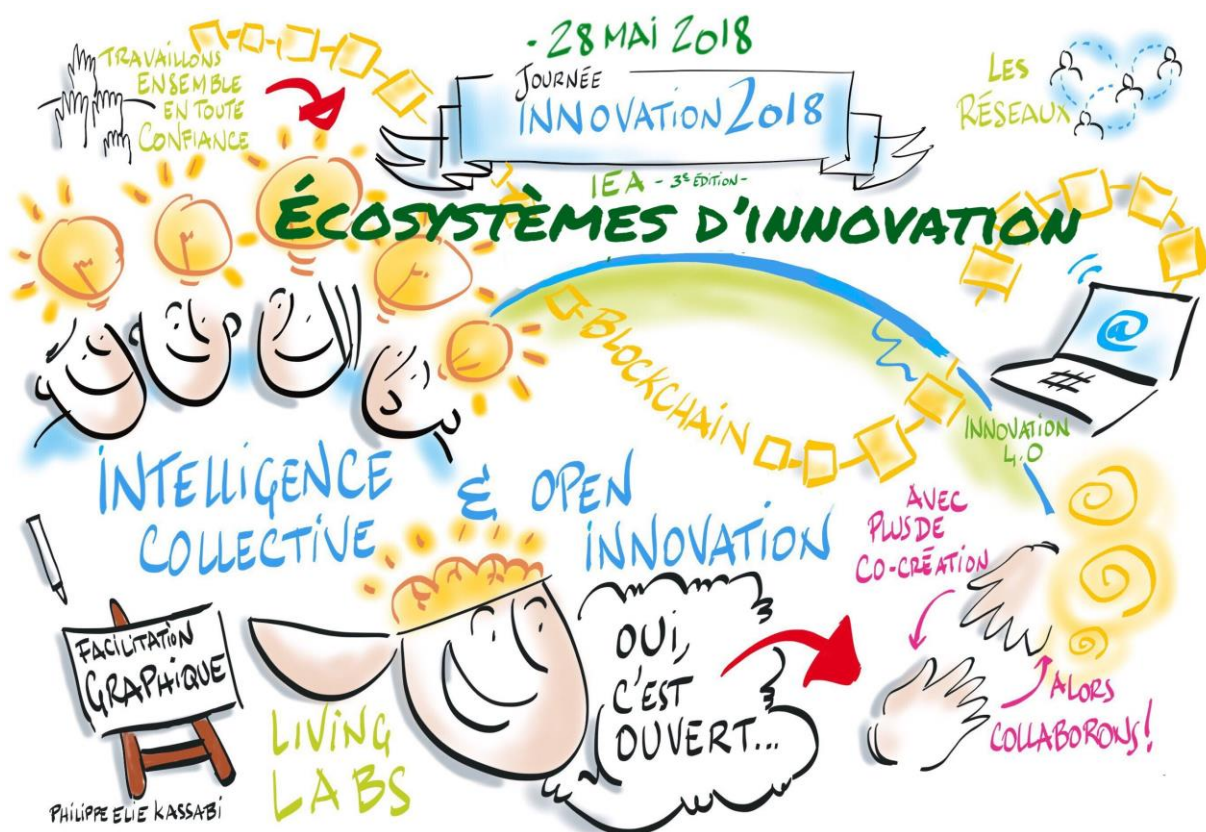 TRAVAILLONS
ENSEMBLE
EN TOUTE
CONFIANCE
- 28 MAI 2018
JOURNÉE
INNOVATION 2018
IEA - 3E ÉDITION -
ÉCOSYSTÈMES D'INNOVATION
LES
RÉSEAUX
BLOCKCHAIN
@
#
INNOVATION
4.0
INTELLIGENCE
COLLECTIVE
& OPEN
INNOVATION
AVEC
PLUS DE
CO-CRÉATION
FACILITATION
GRAPHIQUE
PHILIPPE ELIE KASSABI
LIVING
LABS
OUI,
C'EST
OUVERT...
ALORS
COLLABORONS!